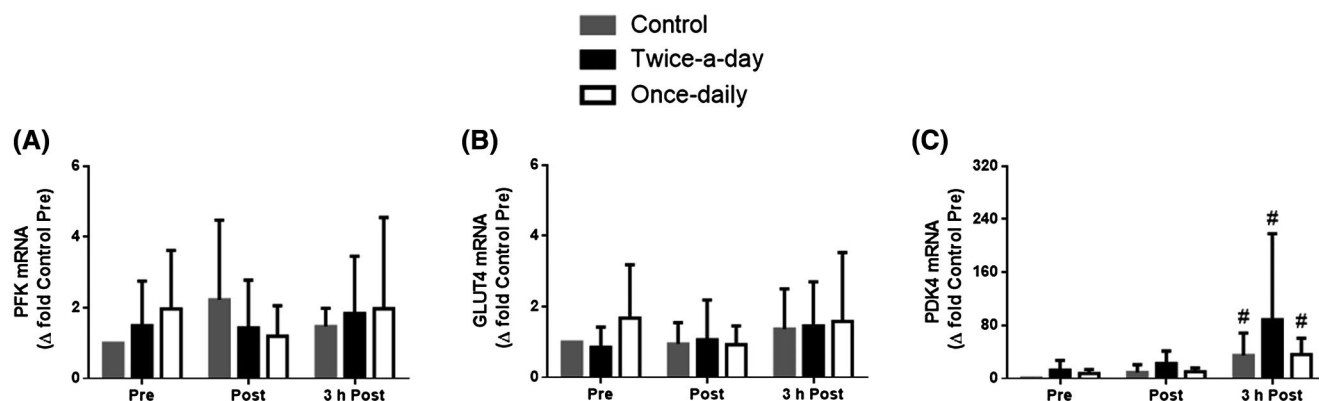 Control
Twice-a-day
Once-daily
(A)
PFK mRNA
(Δ fold Control Pre)
6
4
2
0
Pre Post 3 h Post
(B)
GLUT4 mRNA
(Δ fold Control Pre)
6
4
2
0
Pre Post 3 h Post
(C)
PDK4 mRNA
(Δ fold Control Pre)
320
240
160
80
0
# # #
Pre Post 3 h Post